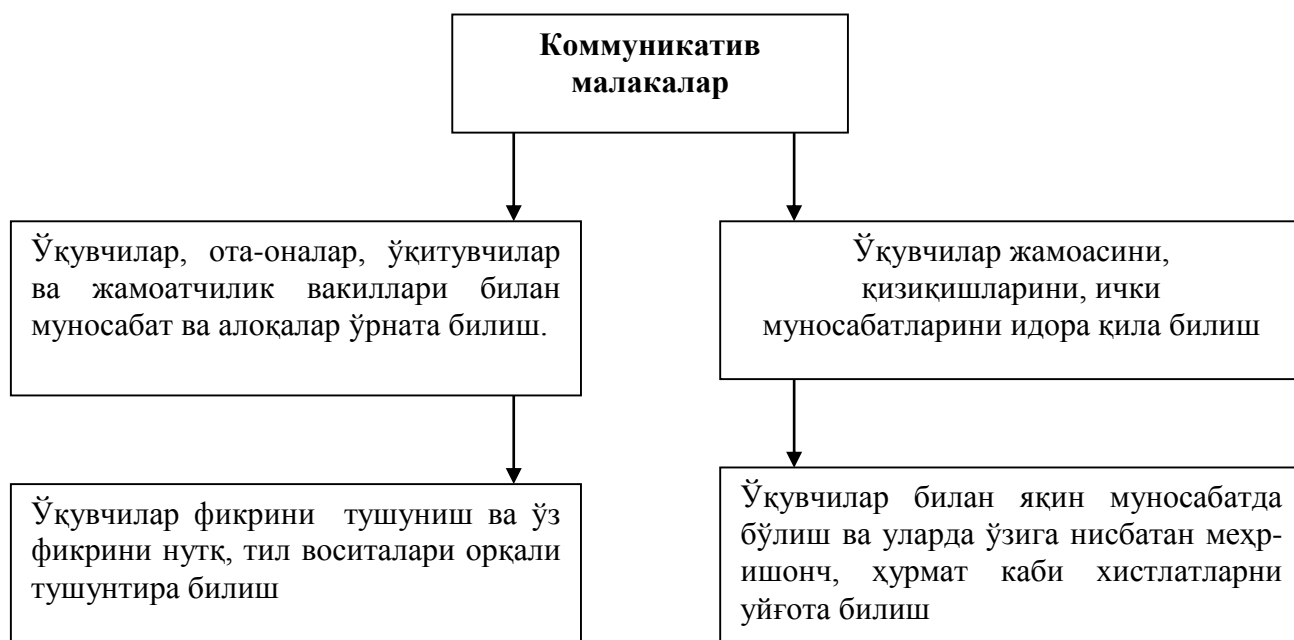 Коммуникатив
малакалар
Ўқувчилар, ота-оналар, ўқитувчилар
ва жамоатчилик вакиллари билан
муносабат ва алоқалар ўрната билиш.
Ўқувчилар жамоасини,
қизиқишларини, ички
муносабатларини идора қила билиш
Ўқувчилар фикрини тушуниш ва ўз
фикрини нутқ, тил воситалари орқали
тушунтира билиш
Ўқувчилар билан яқин муносабатда
бўлиш ва уларда ўзига нисбатан меҳр-
ишонч, ҳурмат каби хистлатларни
уйғота билиш